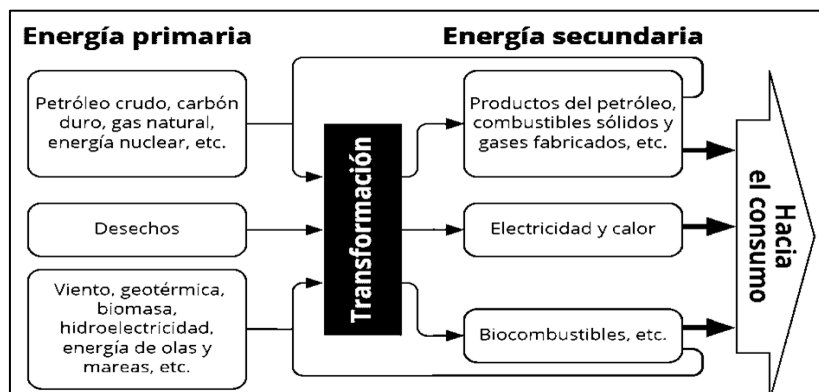 Energía primaria
Energía secundaria
Petróleo crudo, carbón
duro, gas natural,
energía nuclear, etc.
Desechos
Viento, geotérmica,
biomasa,
hidroelectricidad,
energía de olas y
mareas, etc.
Transformación
Productos del petróleo,
combustibles sólidos y
gases fabricados, etc.
Electricidad y calor
Biocombustibles, etc.
Hacia
el consumo